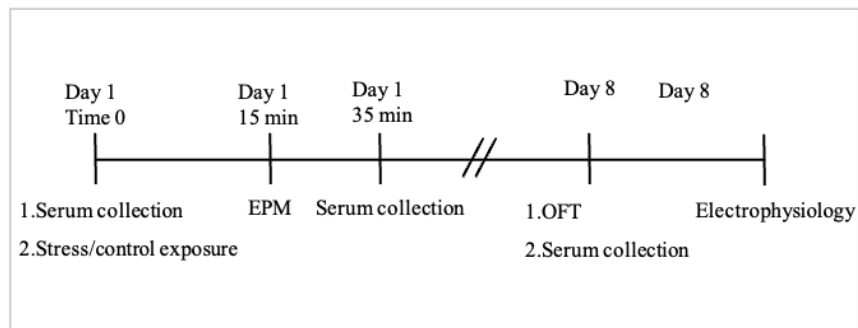 Day 1
Time 0
Day 1
15 min
Day 1
35 min
Day 8
Day 8
1.Serum collection
2.Stress/control exposure
EPM
Serum collection
1.OFT
2.Serum collection
Electrophysiology